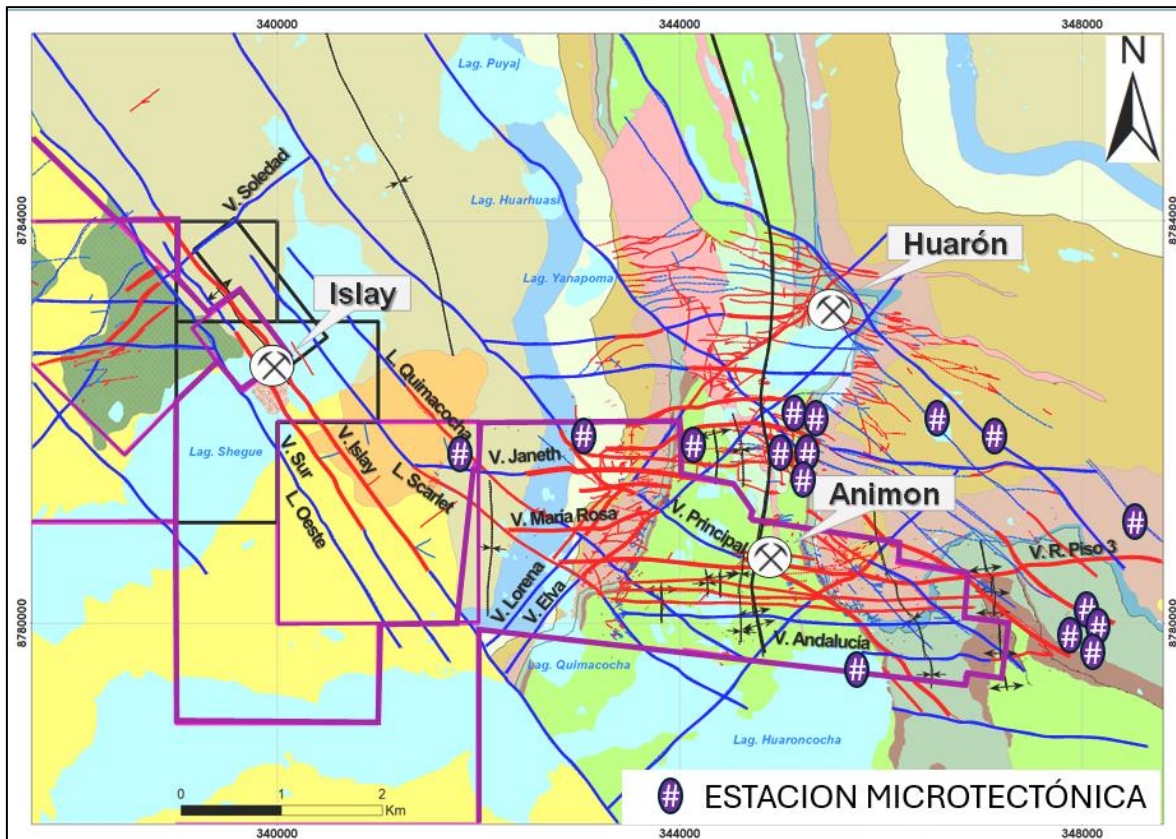 340000
344000
348000
N
Lag. Puyaj
V. Soledad
Lag. Huarhuasi
8784000
8784000
Huarón
Lag. Yanapoma
Islay
L. Quimacocha
V. Janeth
Lag. Shegue
V. Sur
V. Islay
L. Scarlet
L. Oeste
V. María Rosa
V. Principal
Animon
V. R. Piso 3
V. Lorena
V. Elva
8780000
8780000
V. Andalucía
Lag. Quimacocha
Lag. Huaroncocha
0 1 2
Km
# ESTACION MICROTECTÓNICA
340000
344000
348000